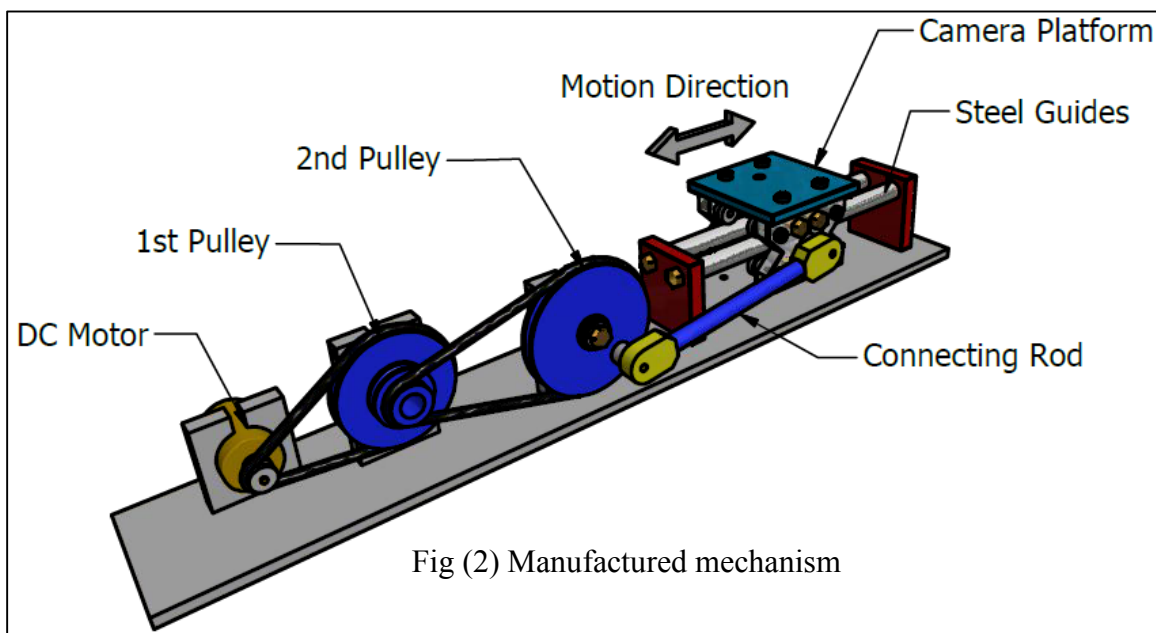 Camera Platform
Motion Direction
Steel Guides
2nd Pulley
1st Pulley
DC Motor
Connecting Rod
Fig (2) Manufactured mechanism